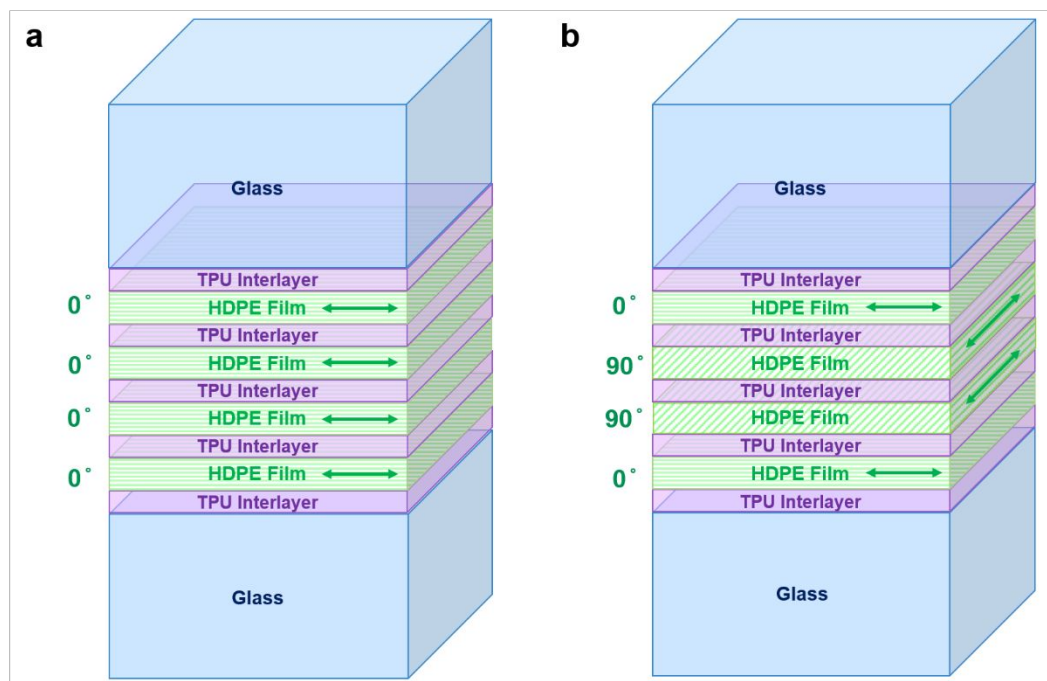 a
Glass
TPU Interlayer
0° HDPE Film
TPU Interlayer
0° HDPE Film
TPU Interlayer
0° HDPE Film
TPU Interlayer
0° HDPE Film
TPU Interlayer
Glass
b
Glass
TPU Interlayer
0° HDPE Film
TPU Interlayer
90° HDPE Film
TPU Interlayer
90° HDPE Film
TPU Interlayer
0° HDPE Film
TPU Interlayer
Glass